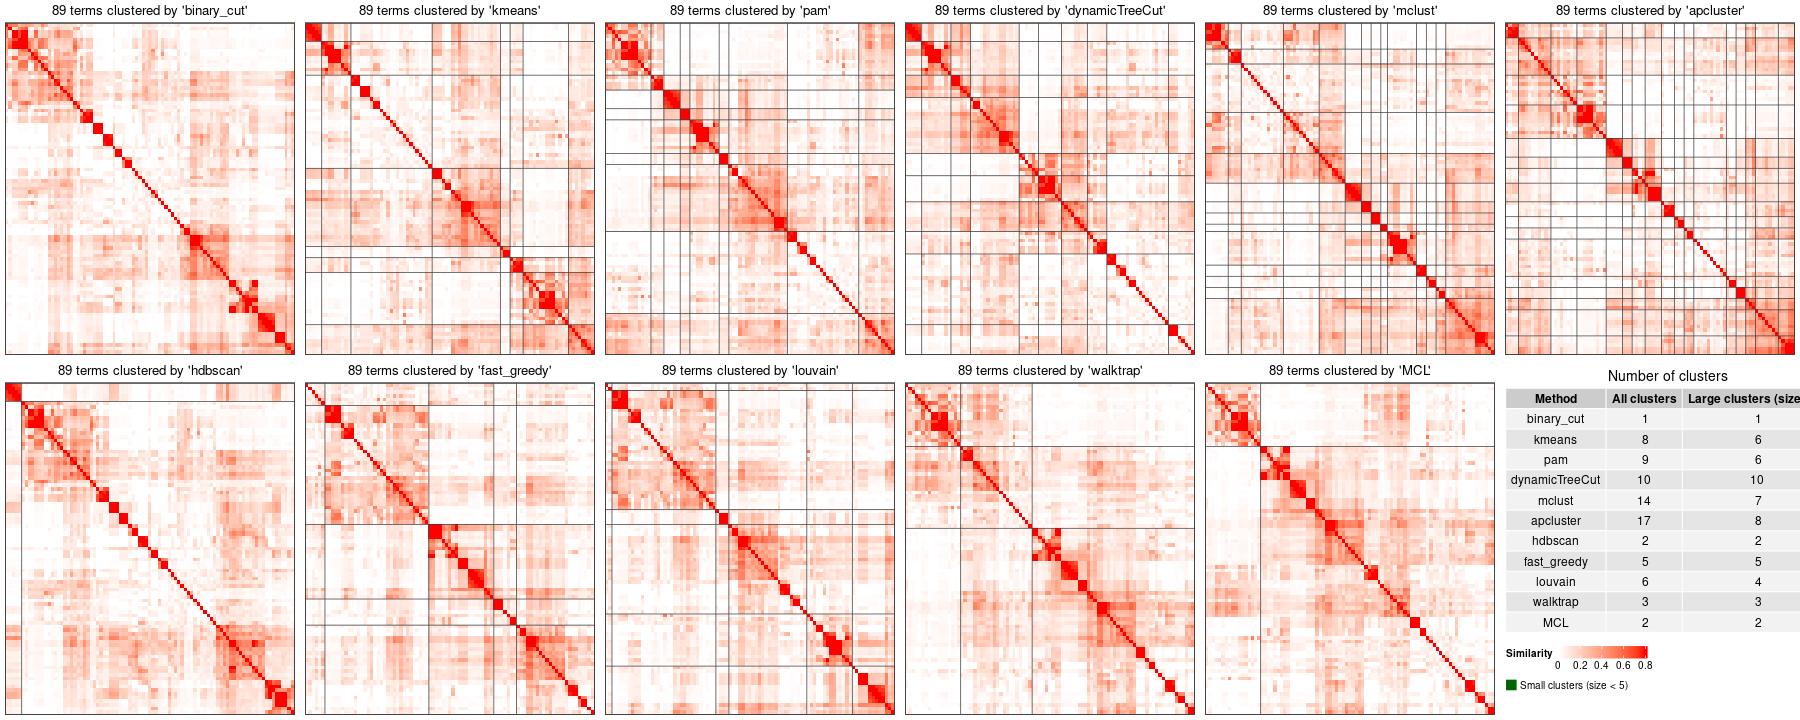 89 terms clustered by 'binary_cut'
89 terms clustered by 'kmeans'
89 terms clustered by 'pam'
89 terms clustered by 'dynamicTreeCut'
89 terms clustered by 'mclust'
89 terms clustered by 'apcluster'
89 terms clustered by 'hdbscan'
89 terms clustered by 'fast_greedy'
89 terms clustered by 'louvain'
89 terms clustered by 'walktrap'
89 terms clustered by 'MCL'
Number of clusters
Method All clusters Large clusters (size
binary_cut 1 1
kmeans 8 6
pam 9 6
dynamicTreeCut 10 10
mclust 14 7
apcluster 17 8
hdbscan 2 2
fast_greedy 5 5
louvain 6 4
walktrap 3 3
MCL 2 2
Similarity
0 0.2 0.4 0.6 0.8
Small clusters (size < 5)